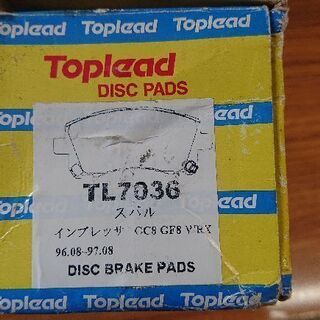 Toplead Toplead Toplead
Toplead
DISC PADS
TL7036
スバル
インプレッサ GC8 GF8 WRX
96.08-97.08
DISC BRAKE PADS
Toplead Toplead Toplead